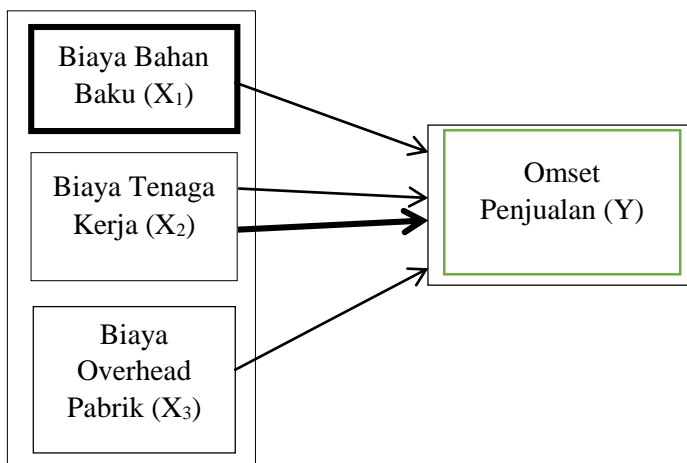 Biaya Bahan
Baku (X₁)
Biaya Tenaga
Kerja (X₂)
Biaya
Overhead
Pabrik (X₃)
Omset
Penjualan (Y)